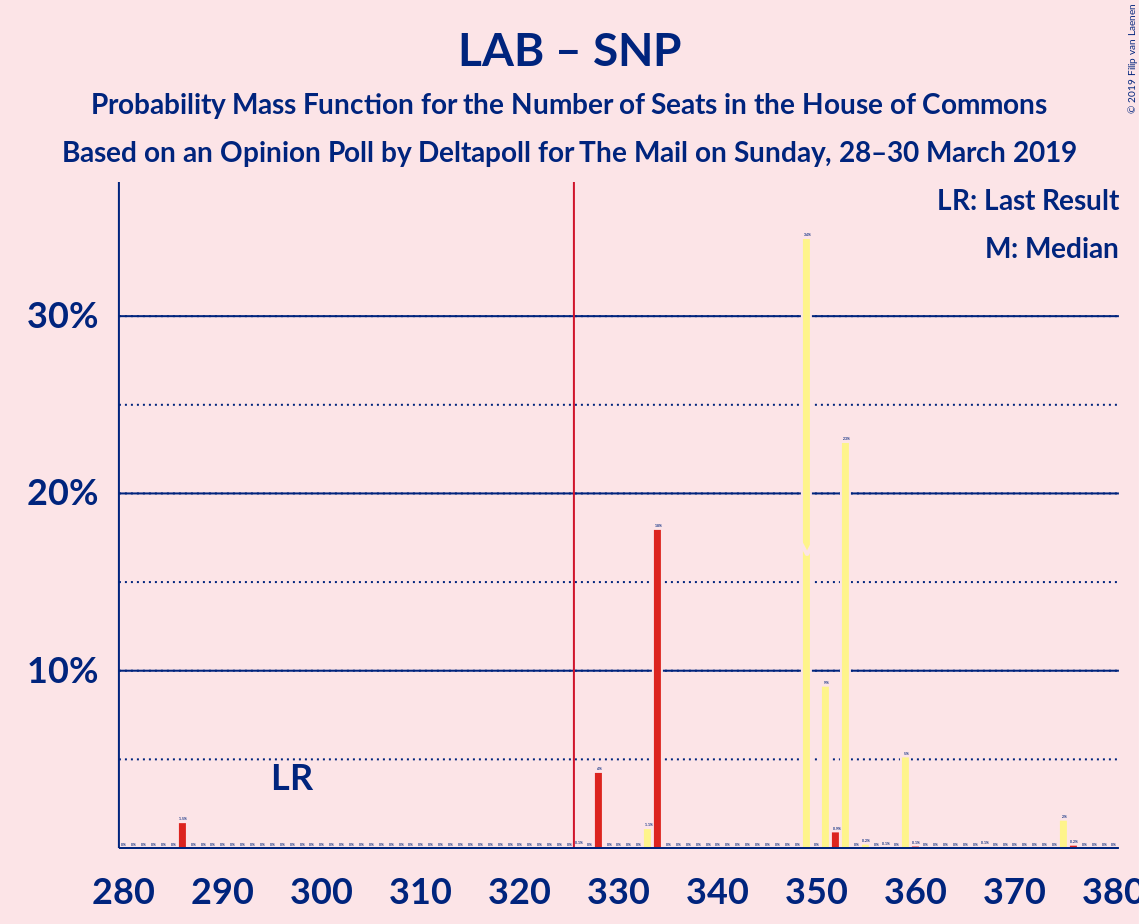 LAB – SNP
Probability Mass Function for the Number of Seats in the House of Commons
Based on an Opinion Poll by Deltapoll for The Mail on Sunday, 28–30 March 2019
© 2019 Filip van Laenen
LR: Last Result
M: Median
30%
20%
10%
LR
280 290 300 310 320 330 340 350 360 370 380